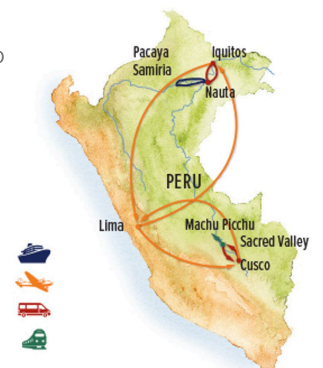 Pacaya
Samiria
Iquitos
Nauta
PERU
Lima
Machu Picchu
Sacred Valley
Cusco